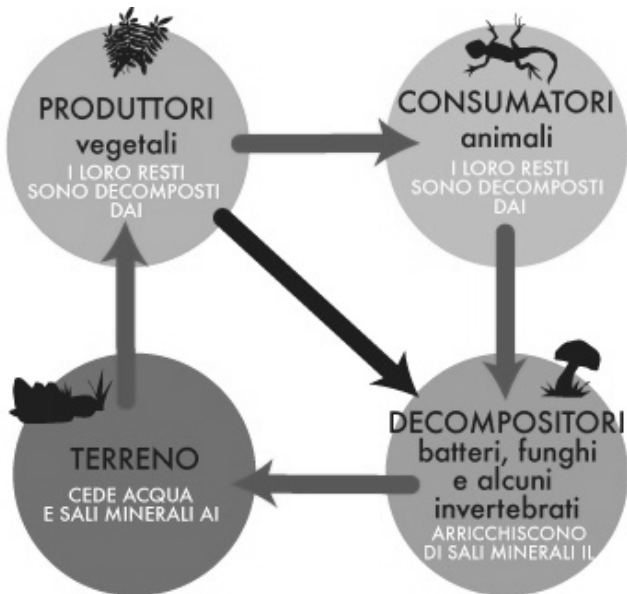 PRODUTTORI
vegetali
I LORO RESTI
SONO DECOMPOSTI
DAI
CONSUMATORI
animali
I LORO RESTI
SONO DECOMPOSTI
DAI
TERRENO
CEDE ACQUA
E SALI MINERALI AI
DECOMPOSITORI
batteri, funghi
e alcuni
invertebrati
ARRICCHISCONO
DI SALI MINERALI IL